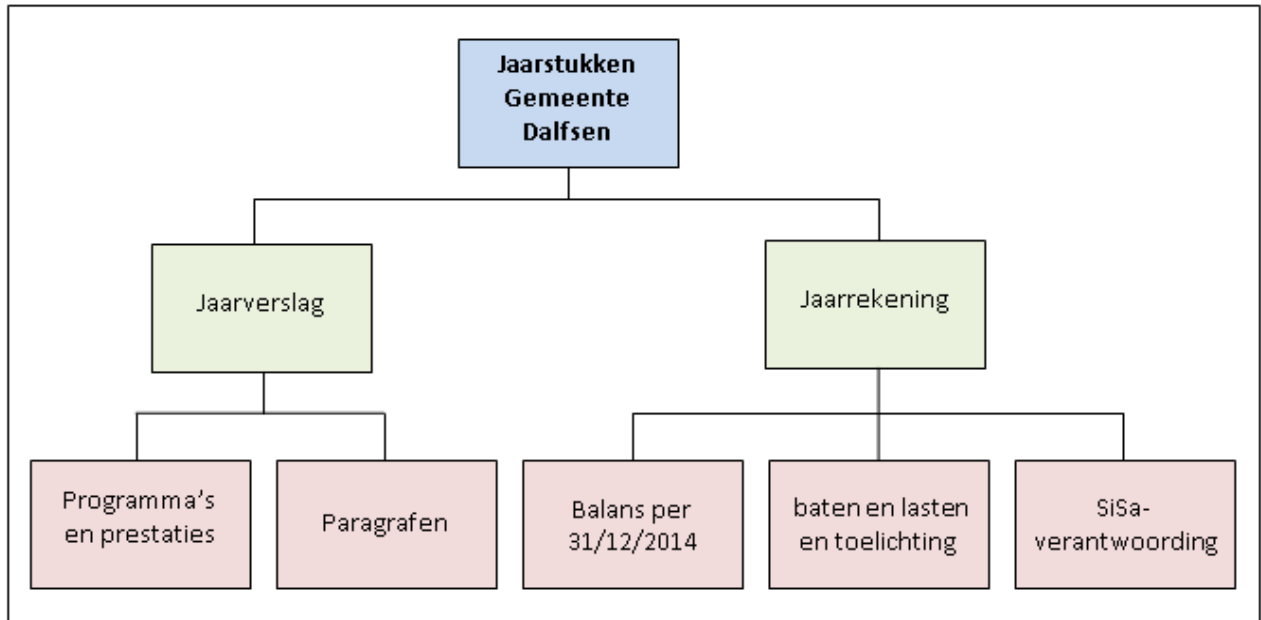 Jaarstukken
Gemeente
Dalfsen
Jaarverslag
Jaarrekening
Programma's
en prestaties
Paragrafen
Balans per
31/12/2014
baten en lasten
en toelichting
SiSa-
verantwoording